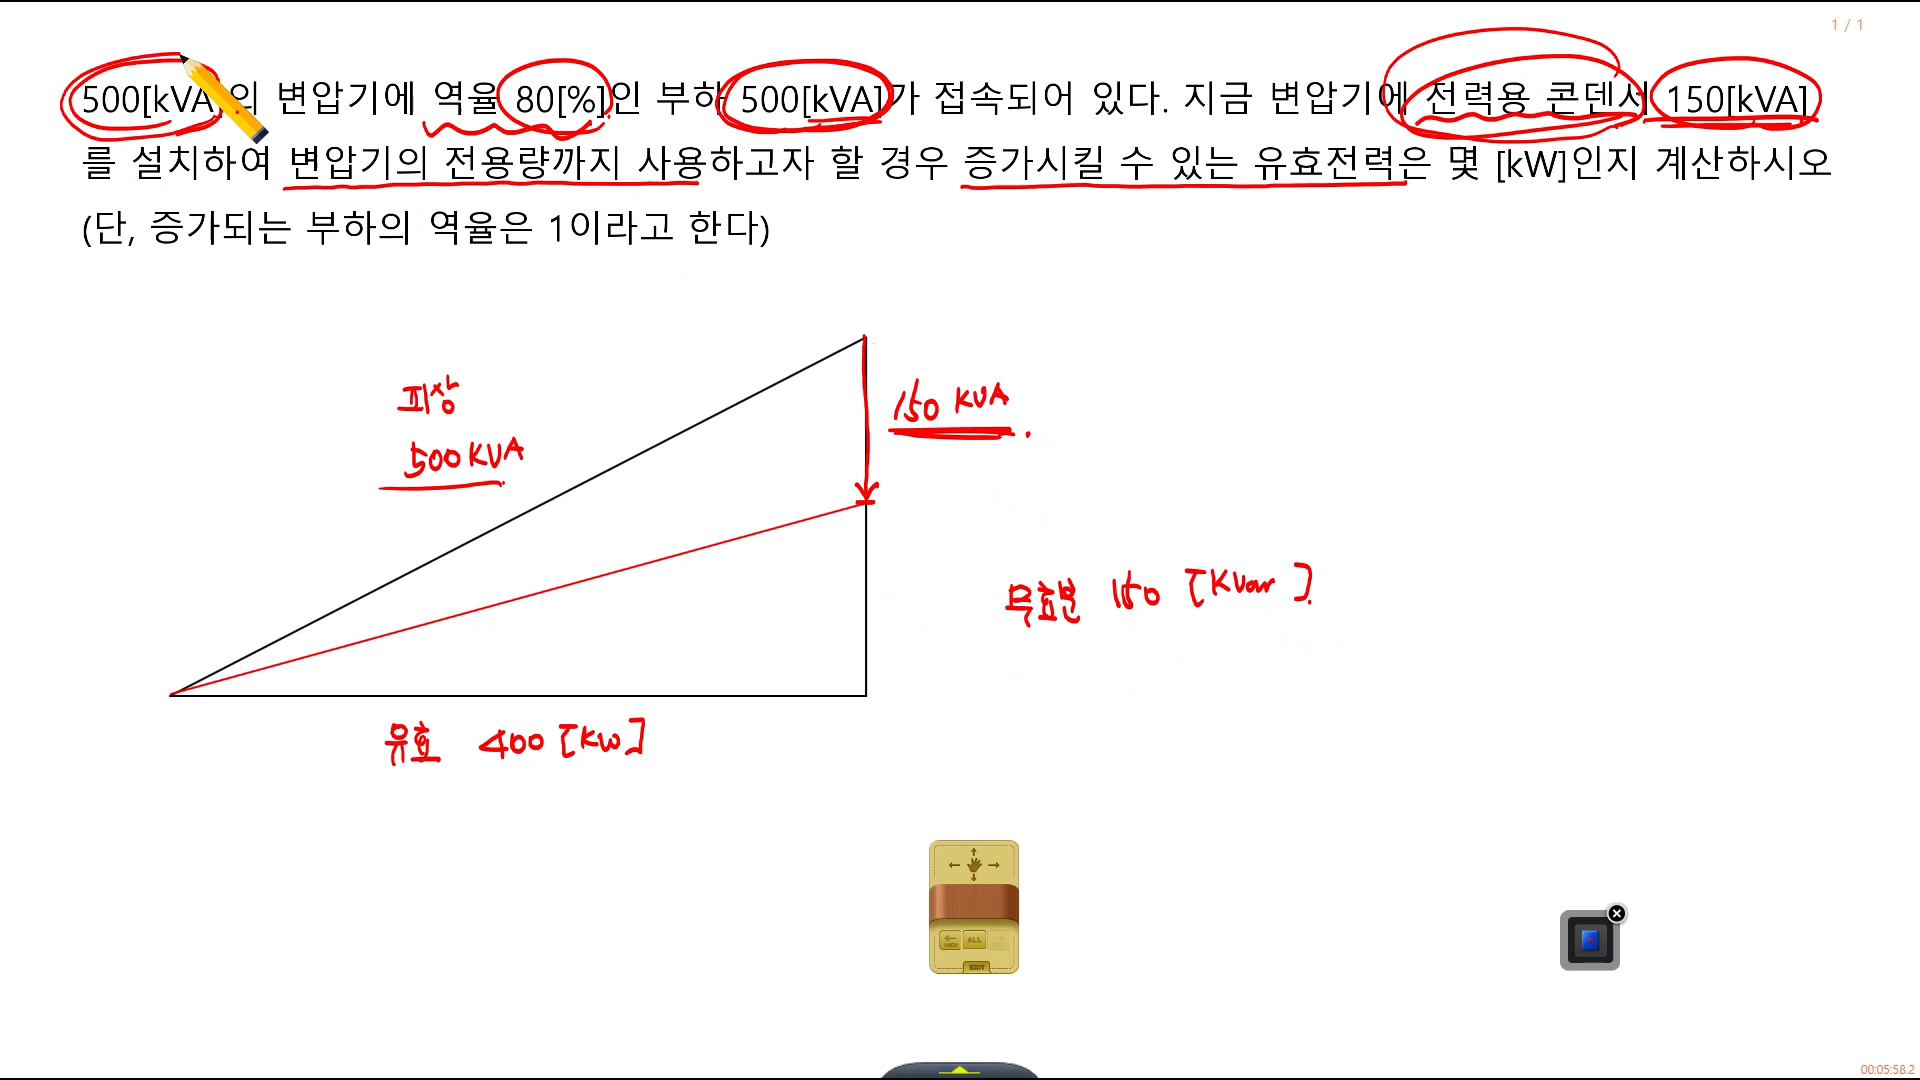 1 / 1
500[kVA]의 변압기에 역율 80[%]인 부하 500[kVA]가 접속되어 있다. 지금 변압기에 전력용 콘덴서 150[kVA]
를 설치하여 변압기의 전용량까지 사용하고자 할 경우 증가시킬 수 있는 유효전력은 몇 [kW]인지 계산하시오
(단, 증가되는 부하의 역율은 1이라고 한다)
피상
150 KVA
500 KVA
무효분 150 [KVar]
유효 400 [KW]
UNDO ALL
EXIT
00:05:58.2